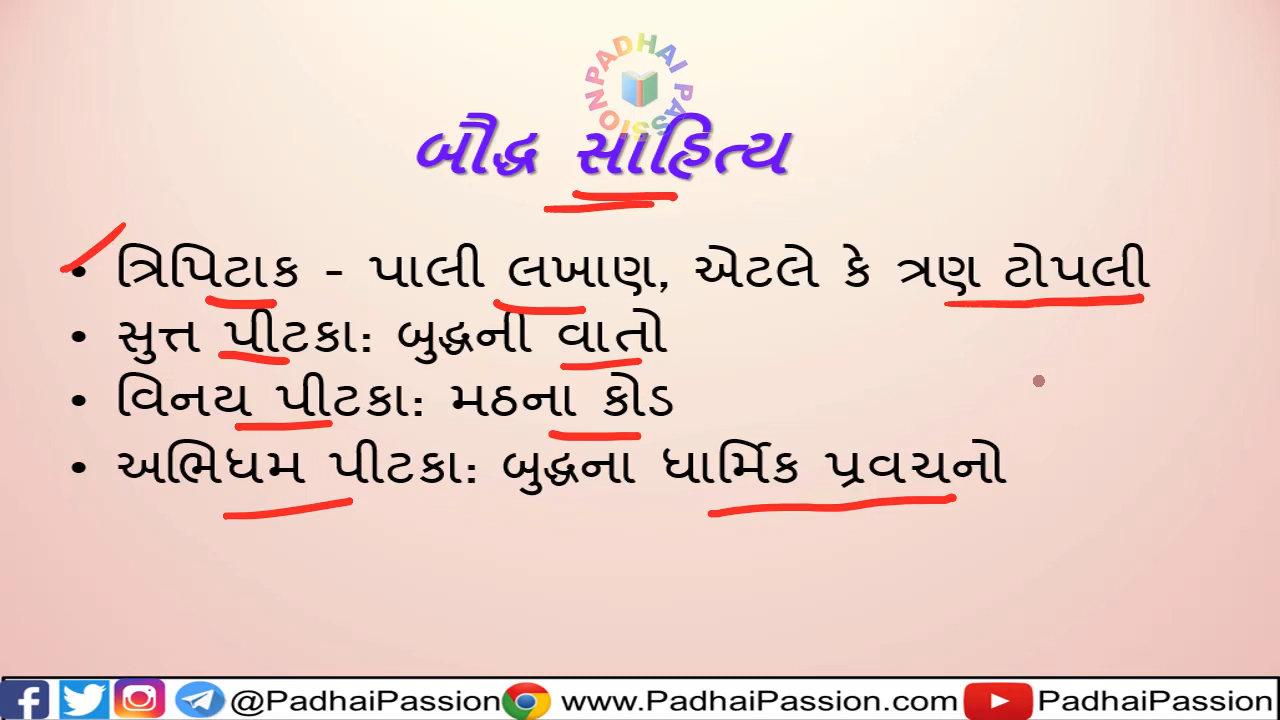 PADHAI PASSION
બૌદ્ધ સાહિત્ય
• ત્રિપિટાક - પાલી લખાણ, એટલે કે ત્રણ ટોપલી
• સુત્ત પીટકા: બુદ્ધની વાતો
• વિનય પીટકા: મઠના કોડ
• અભિધમ પીટકા: બુદ્ધના ધાર્મિક પ્રવચનો
@PadhaiPassion www.PadhaiPassion.com PadhaiPassion